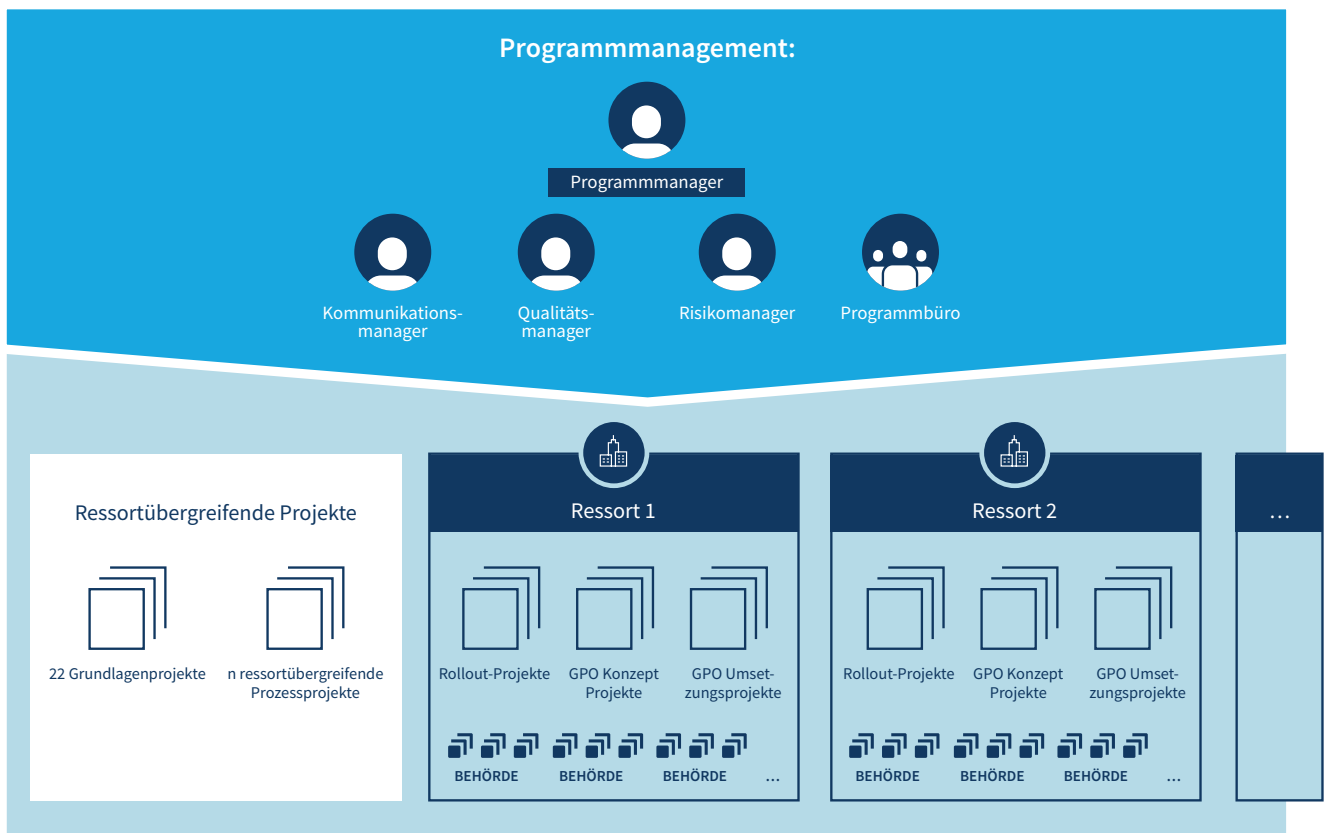 Programmmanagement:
Programmmanager
Kommunikations-
manager
Qualitäts-
manager
Risikomanager
Programmbüro
Ressortübergreifende Projekte
22 Grundlagenprojekte
n ressortübergreifende
Prozessprojekte
Ressort 1
Rollout-Projekte
GPO Konzept
Projekte
GPO Umset-
zungsprojekte
BEHÖRDE
BEHÖRDE
BEHÖRDE
...
Ressort 2
Rollout-Projekte
GPO Konzept
Projekte
GPO Umset-
zungsprojekte
BEHÖRDE
BEHÖRDE
BEHÖRDE
...
...